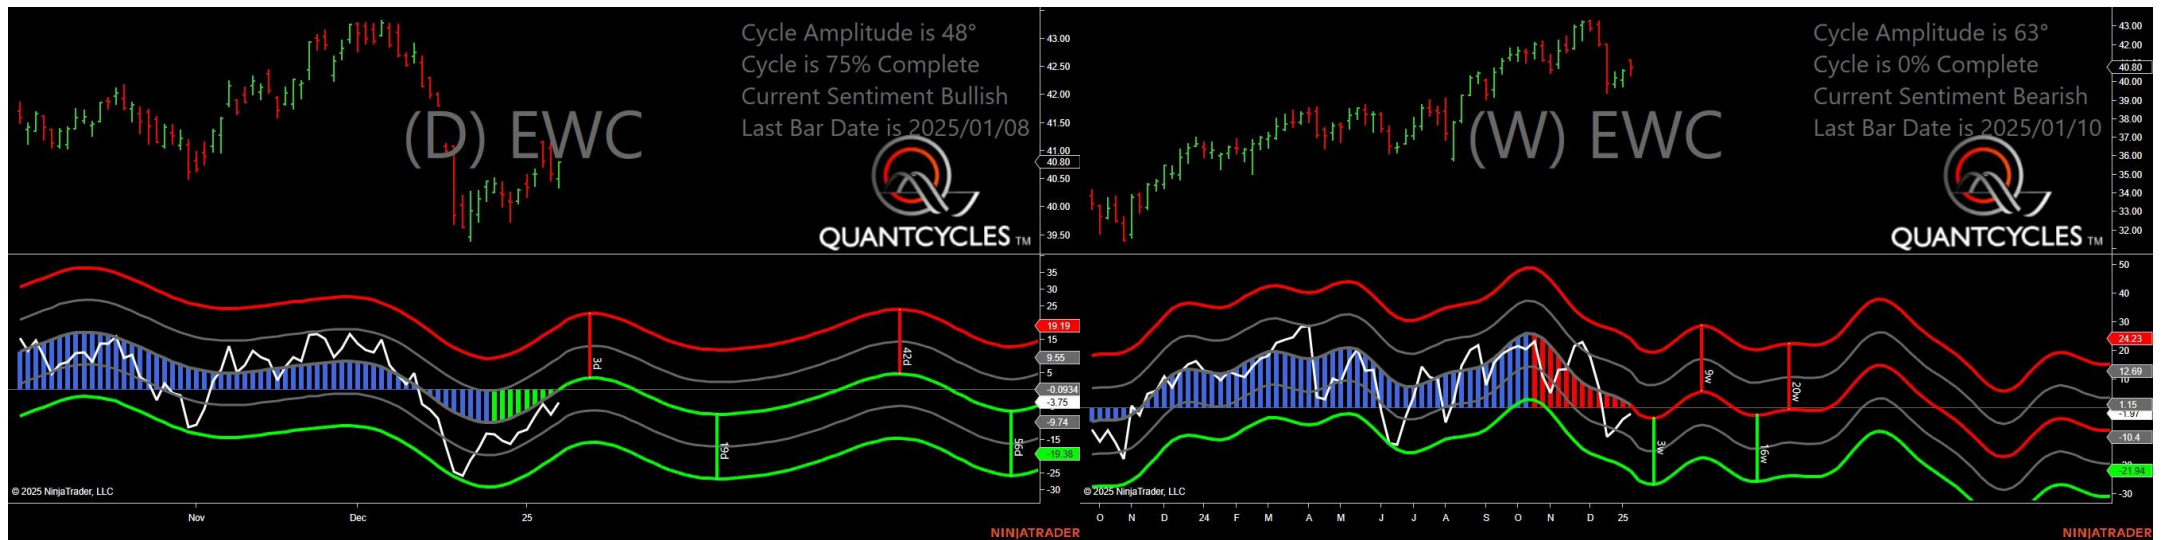 Cycle Amplitude is 48°
Cycle is 75% Complete
Current Sentiment Bullish
Last Bar Date is 2025/01/08
(D) EWC
QUANTCYCLES TM
43.00
42.50
42.00
41.50
41.00
40.80
40.50
40.00
39.50
35
30
25
19.19
15
9.55
5
-0.0934
-3.75
-9.74
-15
-19.38
-25
-30
3d
42d
19d
56d
© 2025 NinjaTrader, LLC
Nov
Dec
25
NINJATRADER
Cycle Amplitude is 63°
Cycle is 0% Complete
Current Sentiment Bearish
Last Bar Date is 2025/01/10
(W) EWC
QUANTCYCLES TM
43.00
42.00
40.80
40.00
39.00
38.00
37.00
36.00
35.00
34.00
33.00
32.00
50
40
30
24.23
20
12.69
10
1.15
-1.97
-10.4
-21.94
-30
9w
20w
3w
16w
© 2025 NinjaTrader, LLC
O N D 24 F M A M J J A S O N D 25
NINJATRADER